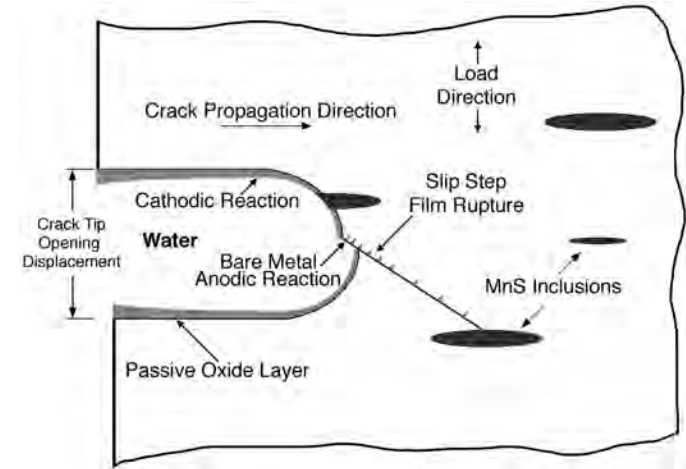 Load
Direction
Crack Propagation Direction
Cathodic Reaction
Slip Step
Film Rupture
Crack Tip
Opening
Displacement
Water
Bare Metal
Anodic Reaction
MnS Inclusions
Passive Oxide Layer